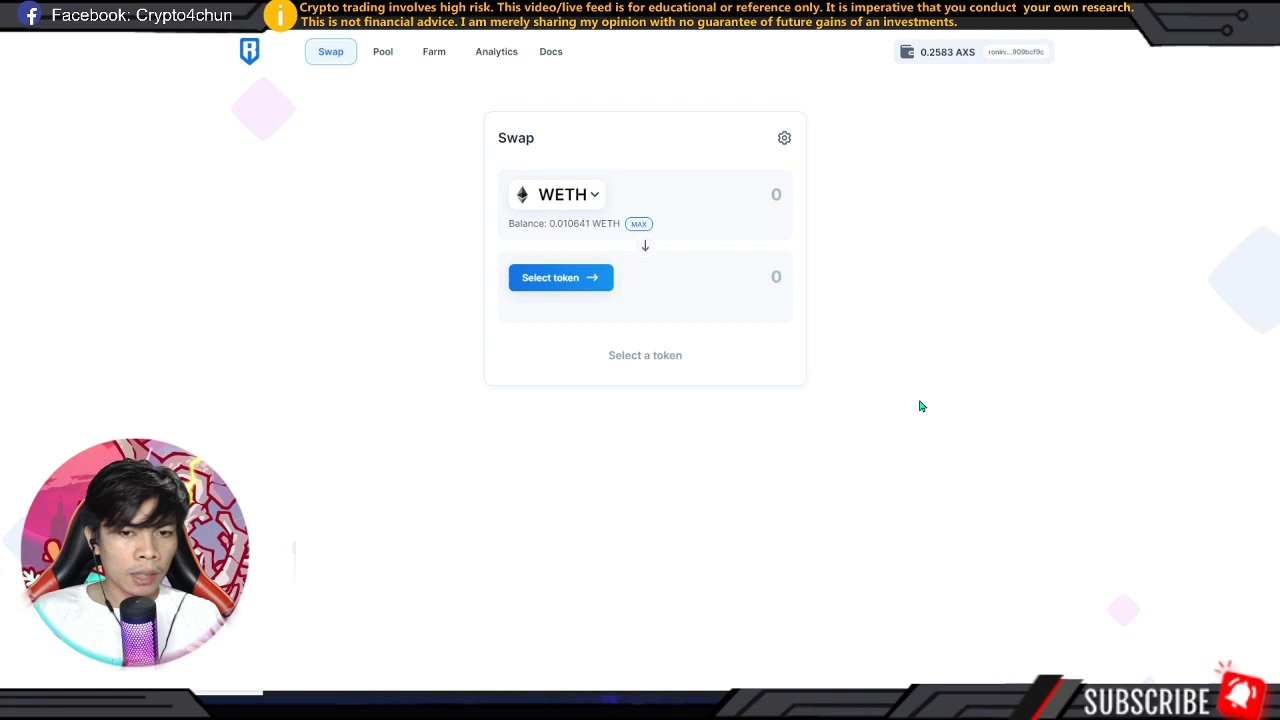 Facebook: Crypto4chun
Crypto trading involves high risk. This video/live feed is for educational or reference only. It is imperative that you conduct your own research.
This is not financial advice. I am merely sharing my opinion with no guarantee of future gains of an investments.
Swap
Pool
Farm
Analytics
Docs
0.2583 AXS
ronin:...909bcf9c
Swap
WETH
0
Balance: 0.010641 WETH
MAX
Select token
0
Select a token
SUBSCRIBE